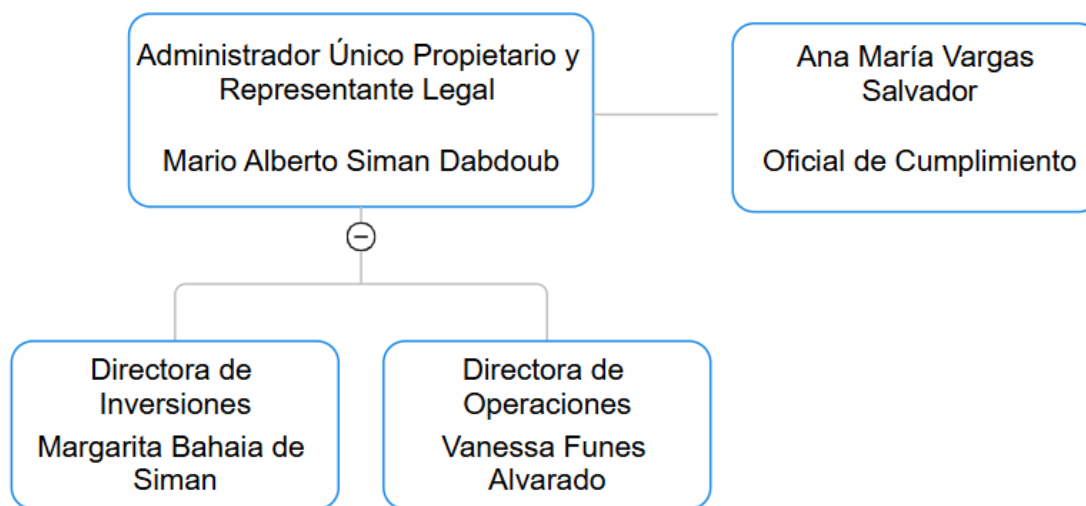 Administrador Único Propietario y
Representante Legal
Mario Alberto Siman Dabdoub
Ana María Vargas
Salvador
Oficial de Cumplimiento
Directora de
Inversiones
Margarita Bahaia de
Siman
Directora de
Operaciones
Vanessa Funes
Alvarado